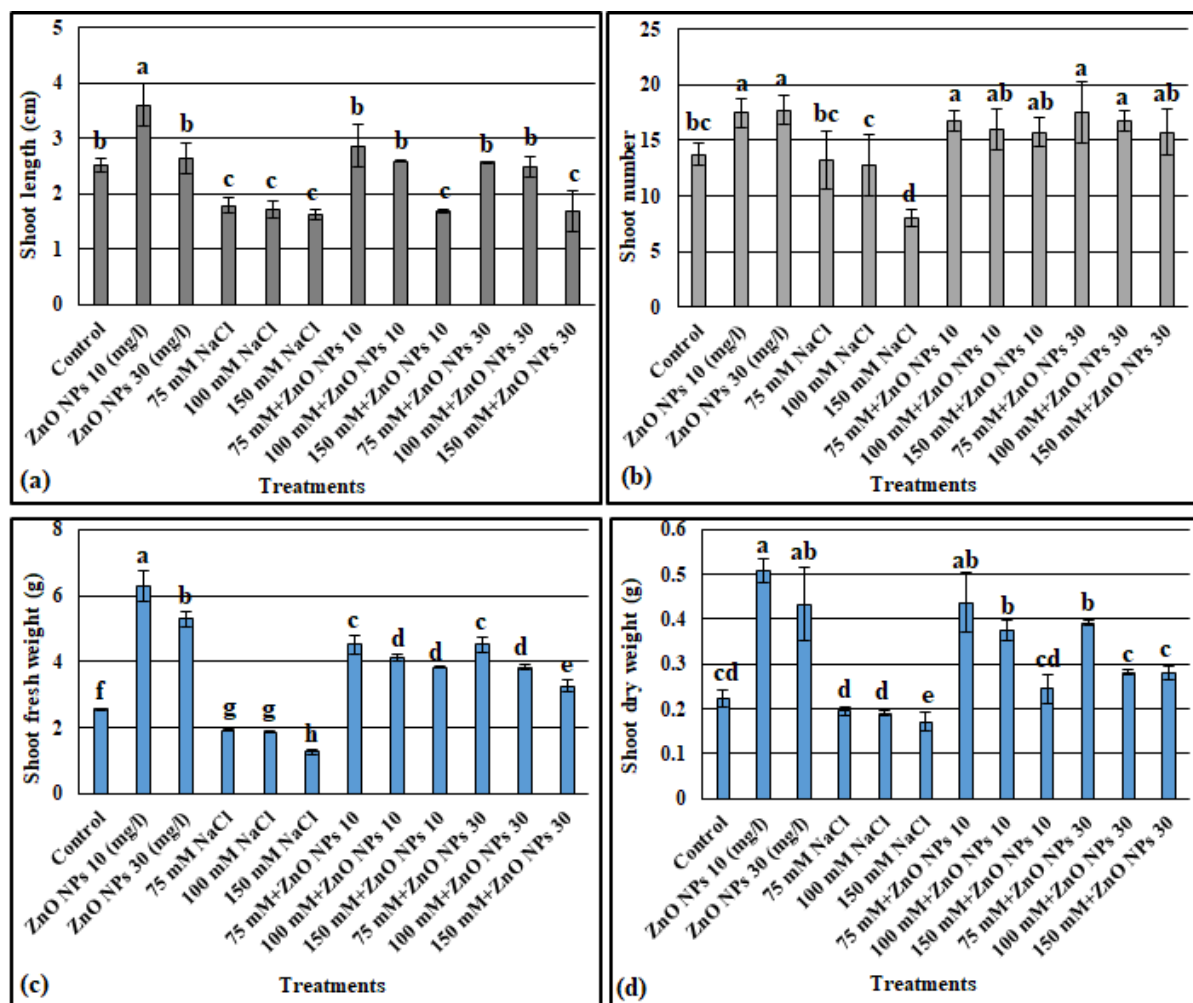 5
4
3
2
1
0
Shoot length (cm)
b
a
b
c
c
c
b
b
c
b
b
c
Control
ZnO NPs 10 (mg/l)
ZnO NPs 30 (mg/l)
75 mM NaCl
100 mM NaCl
150 mM NaCl
75 mM+ZnO NPs 10
100 mM+ZnO NPs 10
150 mM+ZnO NPs 10
75 mM+ZnO NPs 30
100 mM+ZnO NPs 30
150 mM+ZnO NPs 30
(a)
Treatments
25
20
15
10
5
0
Shoot number
bc
a
a
bc
c
d
a
ab
ab
a
a
ab
Control
ZnO NPs 10 (mg/l)
ZnO NPs 30 (mg/l)
75 mM NaCl
100 mM NaCl
150 mM NaCl
75 mM+ZnO NPs 10
100 mM+ZnO NPs 10
150 mM+ZnO NPs 10
75 mM+ZnO NPs 30
100 mM+ZnO NPs 30
150 mM+ZnO NPs 30
(b)
Treatments
8
6
4
2
0
Shoot fresh weight (g)
f
a
b
g
g
h
c
d
d
c
d
e
Control
ZnO NPs 10 (mg/l)
ZnO NPs 30 (mg/l)
75 mM NaCl
100 mM NaCl
150 mM NaCl
75 mM+ZnO NPs 10
100 mM+ZnO NPs 10
150 mM+ZnO NPs 10
75 mM+ZnO NPs 30
100 mM+ZnO NPs 30
150 mM+ZnO NPs 30
(c)
Treatments
0.6
0.5
0.4
0.3
0.2
0.1
0
Shoot dry weight (g)
cd
a
ab
d
d
e
ab
b
cd
b
c
c
Control
ZnO NPs 10 (mg/l)
ZnO NPs 30 (mg/l)
75 mM NaCl
100 mM NaCl
150 mM NaCl
75 mM+ZnO NPs 10
100 mM+ZnO NPs 10
150 mM+ZnO NPs 10
75 mM+ZnO NPs 30
100 mM+ZnO NPs 30
150 mM+ZnO NPs 30
(d)
Treatments